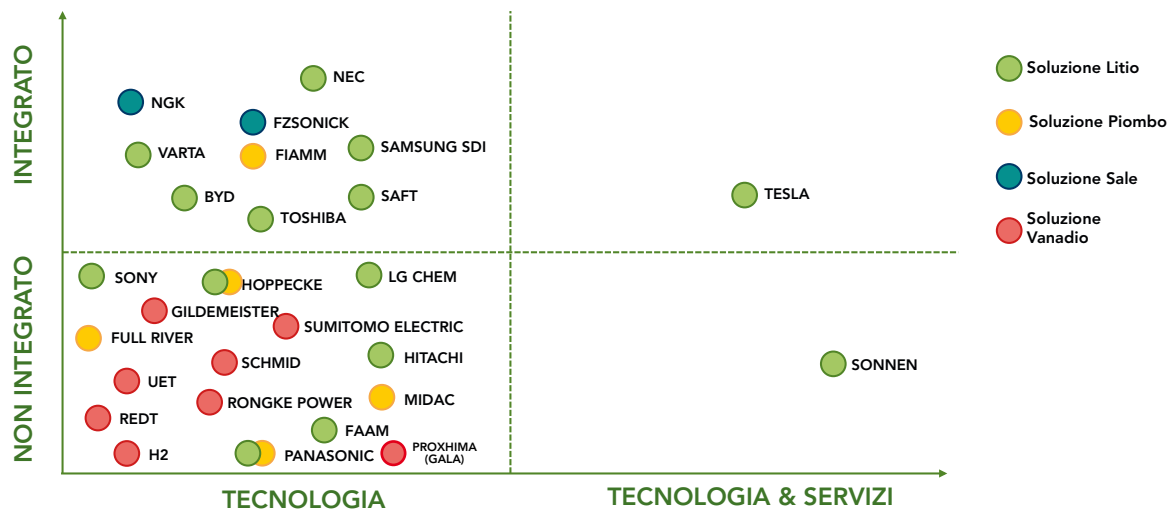 INTEGRATO
NEC
NGK
FZSONICK
VARTA
FIAMM
SAMSUNG SDI
BYD
SAFT
TOSHIBA
TESLA
Soluzione Litio
Soluzione Piombo
Soluzione Sale
Soluzione
Vanadio
NON INTEGRATO
SONY
HOPPECKE
LG CHEM
GILDEMEISTER
SUMITOMO ELECTRIC
FULL RIVER
SCHMID
HITACHI
SONNEN
UET
RONGKE POWER
MIDAC
REDT
FAAM
H2
PANASONIC
PROXHIMA
(GALA)
TECNOLOGIA
TECNOLOGIA & SERVIZI